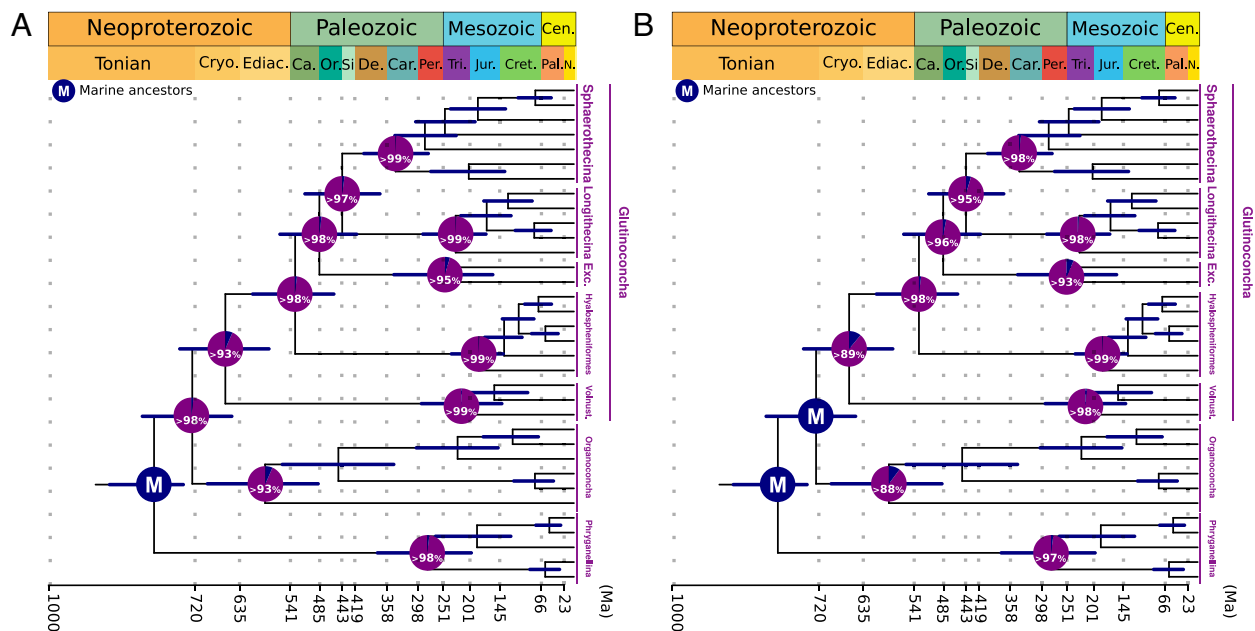 A
Neoproterozoic
Paleozoic
Mesozoic
Cen.
Tonian
Cryo.
Ediac.
Ca.
Or.
Si
De.
Car.
Per.
Tri.
Jur.
Cret.
Pal.
N.
M
Marine ancestors
>99%
>97%
>98%
>99%
>95%
>98%
>93%
>99%
>99%
>98%
M
>93%
>98%
Sphaerothecina
Longithecina
Exc.
Hyalospheniformes
Volnust.
Organoconcha
Phryganellina
Glutinoconcha
1000
720
635
541
485
443
419
358
298
251
201
145
66
23
(Ma)
B
Neoproterozoic
Paleozoic
Mesozoic
Cen.
Tonian
Cryo.
Ediac.
Ca.
Or.
Si
De.
Car.
Per.
Tri.
Jur.
Cret.
Pal.
N.
M
Marine ancestors
>98%
>95%
>96%
>98%
>93%
>98%
>89%
>99%
>98%
M
M
>88%
>97%
Sphaerothecina
Longithecina
Exc.
Hyalospheniformes
Volnust.
Organoconcha
Phryganellina
Glutinoconcha
1000
720
635
541
485
443
419
358
298
251
201
145
66
23
(Ma)